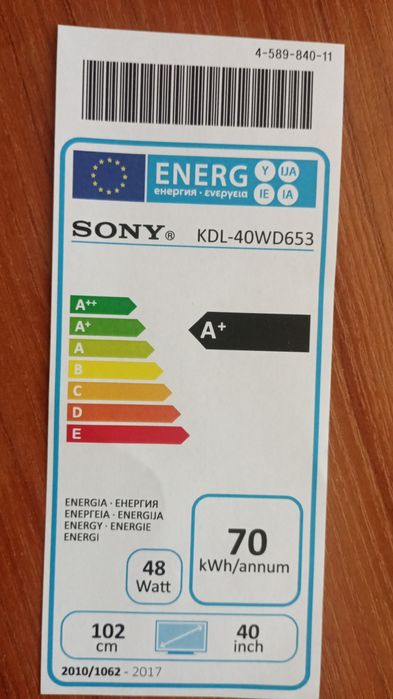 4-589-840-11
ENERG Y IJA
енергия · ενεργεια IE IA
SONY® KDL-40WD653
A++
A+
A+
A
B
C
D
E
ENERGIA · ЕНЕРГИЯ
ΕΝΕΡΓΕΙΑ · ENERGIJA
ENERGY · ENERGIE
ENERGI
48
Watt
70
kWh/annum
102
cm
40
inch
2010/1062 - 2017